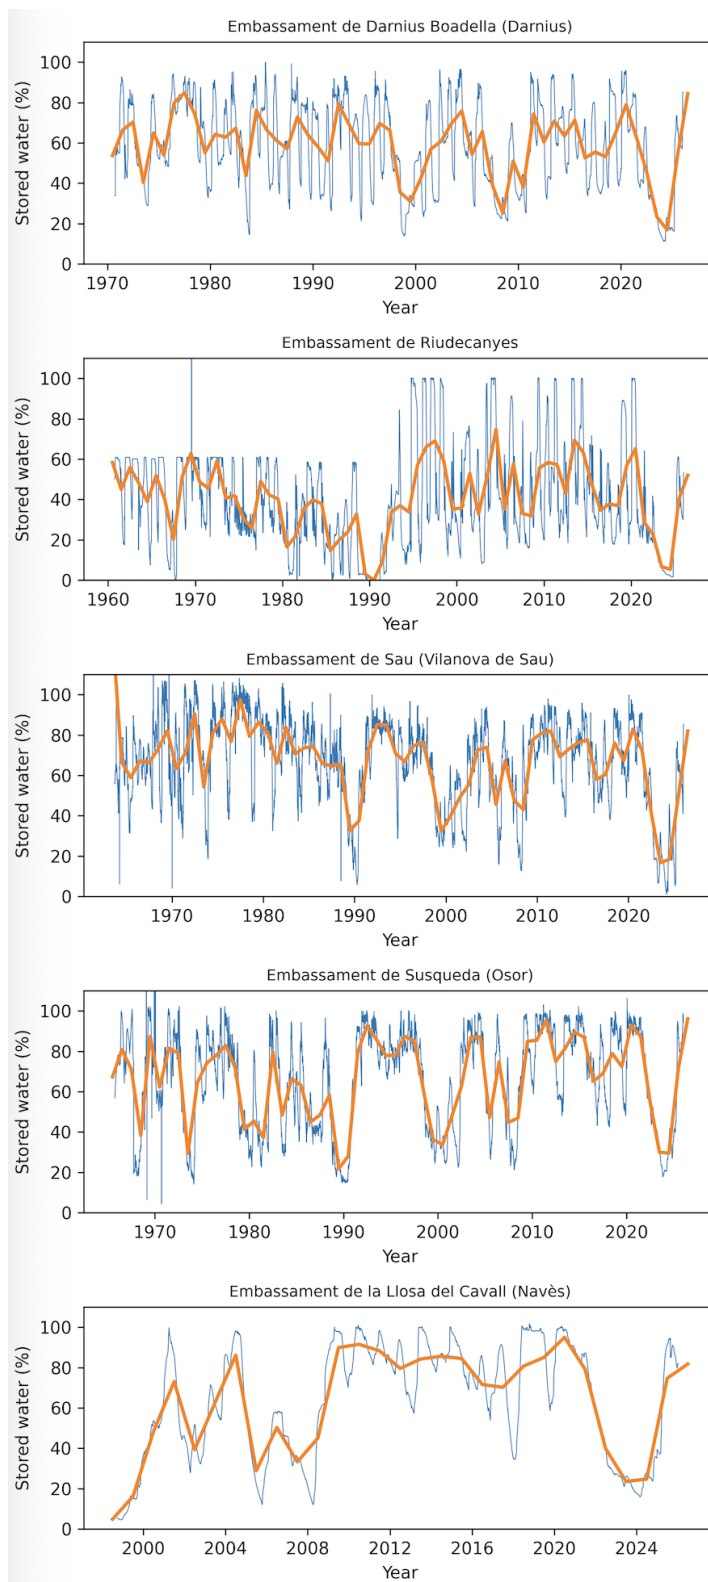 Embassament de Darnius Boadella (Darnius)
Stored water (%)
100
80
60
40
20
0
1970 1980 1990 2000 2010 2020
Year
Embassament de Riudecanyes
Stored water (%)
100
80
60
40
20
0
1960 1970 1980 1990 2000 2010 2020
Year
Embassament de Sau (Vilanova de Sau)
Stored water (%)
100
80
60
40
20
0
1970 1980 1990 2000 2010 2020
Year
Embassament de Susqueda (Osor)
Stored water (%)
100
80
60
40
20
0
1970 1980 1990 2000 2010 2020
Year
Embassament de la Llosa del Cavall (Navès)
Stored water (%)
100
80
60
40
20
0
2000 2004 2008 2012 2016 2020 2024
Year